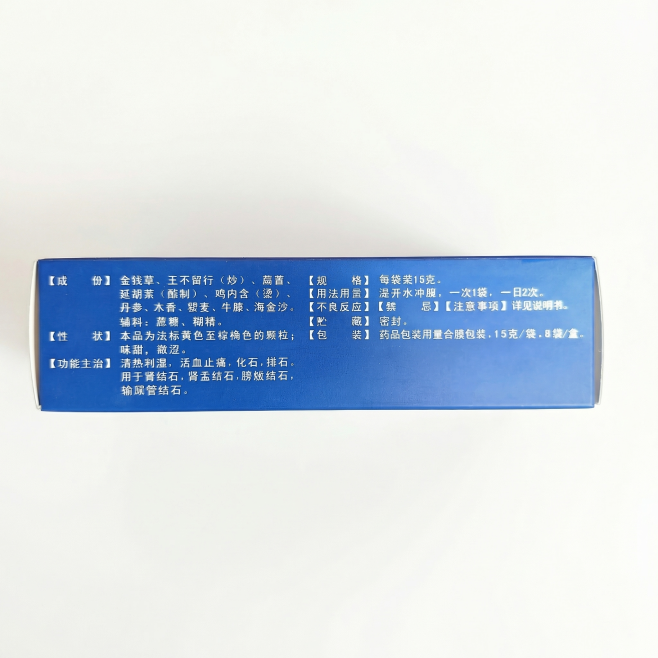 【成 份】金钱草、王不留行（炒）、萹蓄、
延胡索（醋制）、鸡内金（烫）、
丹参、木香、瞿麦、牛膝、海金沙。
辅料：蔗糖、糊精。
【性 状】本品为浅棕黄色至棕褐色的颗粒；
味甜，微涩。
【功能主治】清热利湿，活血止痛，化石，排石。
用于肾结石，肾盂结石，膀胱结石，
输尿管结石。
【规 格】每袋装15克。
【用法用量】温开水冲服，一次1袋，一日2次。
【不良反应】【禁 忌】【注意事项】详见说明书。
【贮 藏】密封。
【包 装】药品包装用复合膜包装，15克/袋，8袋/盒。